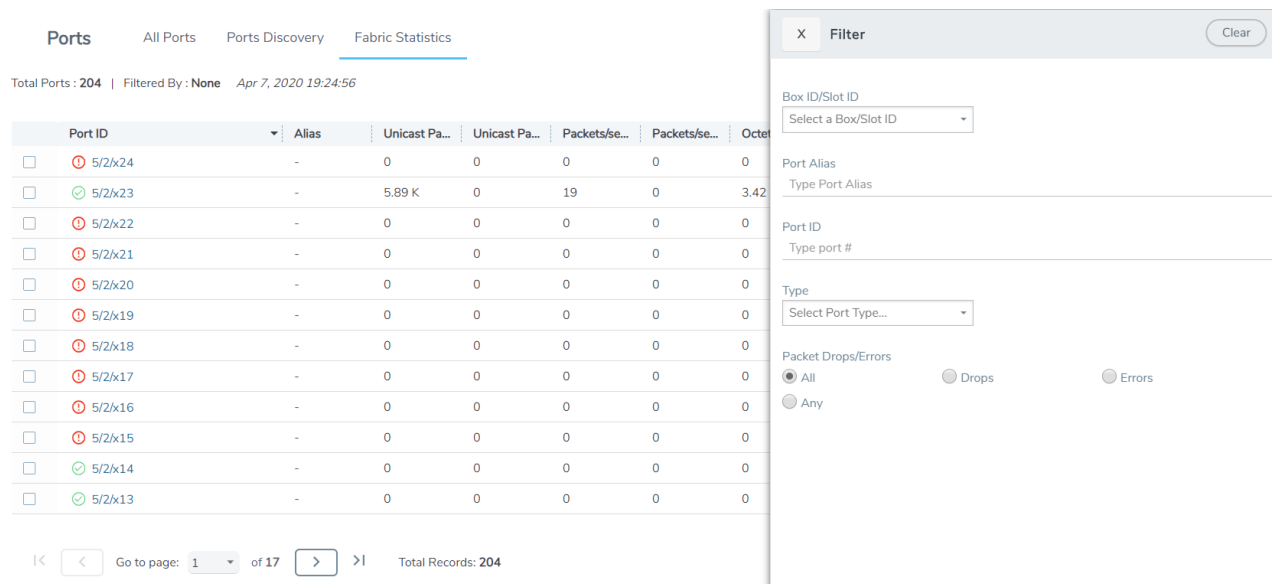 Ports All Ports Ports Discovery Fabric Statistics
Total Ports : 204 | Filtered By : None Apr 7, 2020 19:24:56
Port ID Alias Unicast Pa... Unicast Pa... Packets/se... Packets/se... Octet
5/2/x24 - 0 0 0 0 0
5/2/x23 - 5.89 K 0 19 0 3.42
5/2/x22 - 0 0 0 0 0
5/2/x21 - 0 0 0 0 0
5/2/x20 - 0 0 0 0 0
5/2/x19 - 0 0 0 0 0
5/2/x18 - 0 0 0 0 0
5/2/x17 - 0 0 0 0 0
5/2/x16 - 0 0 0 0 0
5/2/x15 - 0 0 0 0 0
5/2/x14 - 0 0 0 0 0
5/2/x13 - 0 0 0 0 0
Go to page: 1 of 17 Total Records: 204
X Filter Clear
Box ID/Slot ID
Select a Box/Slot ID
Port Alias
Type Port Alias
Port ID
Type port #
Type
Select Port Type...
Packet Drops/Errors
All Drops Errors
Any